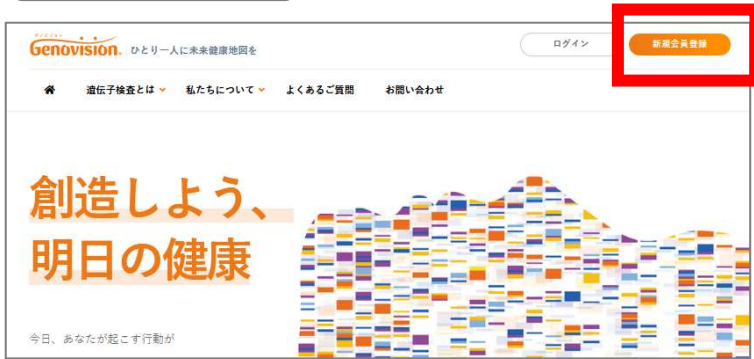 Genovision. ひとり一人に未来健康地図を
ログイン
新規会員登録
遺伝子検査とは
私たちについて
よくあるご質問
お問い合わせ
創造しよう、
明日の健康
今日、あなたが起こす行動が